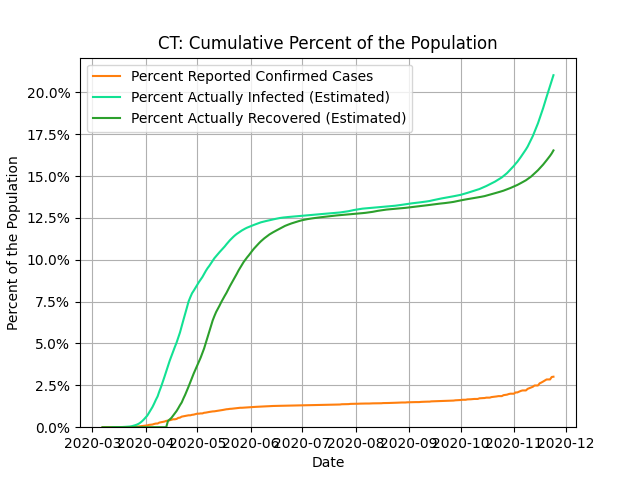 CT: Cumulative Percent of the Population
Percent Reported Confirmed Cases
Percent Actually Infected (Estimated)
Percent Actually Recovered (Estimated)
Percent of the Population
20.0%
17.5%
15.0%
12.5%
10.0%
7.5%
5.0%
2.5%
0.0%
2020-03 2020-04 2020-05 2020-06 2020-07 2020-08 2020-09 2020-10 2020-11 2020-12
Date